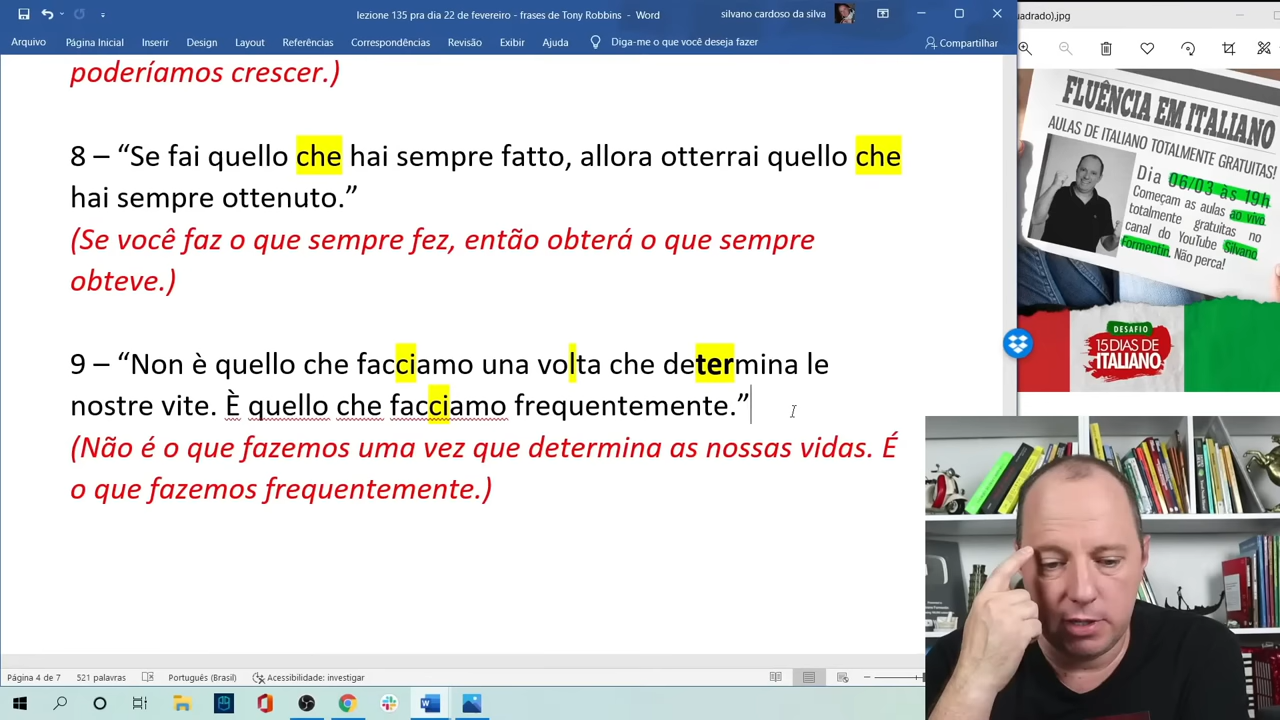 lezione 135 pra dia 22 de fevereiro - frases de Tony Robbins - Word
silvano cardoso da silva
uadrado).jpg
Arquivo
Página Inicial
Inserir
Design
Layout
Referências
Correspondências
Revisão
Exibir
Ajuda
Diga-me o que você deseja fazer
Compartilhar
poderíamos crescer.)
8 – “Se fai quello che hai sempre fatto, allora otterrai quello che
hai sempre ottenuto.”
(Se você faz o que sempre fez, então obterá o que sempre
obteve.)
9 – “Non è quello che facciamo una volta che determina le
nostre vite. È quello che facciamo frequentemente.”
(Não é o que fazemos uma vez que determina as nossas vidas. É
o que fazemos frequentemente.)
FLUÊNCIA EM ITALIANO
AULAS DE ITALIANO TOTALMENTE GRATUITAS!
Dia 06/03 às 19h
Começam as aulas ao vivo
totalmente gratuitas no
canal do YouTube Silvano
Formentin. Não perca!
DESAFIO
15 DIAS DE
ITALIANO
Página 4 de 7
521 palavras
Português (Brasil)
Acessibilidade: investigar